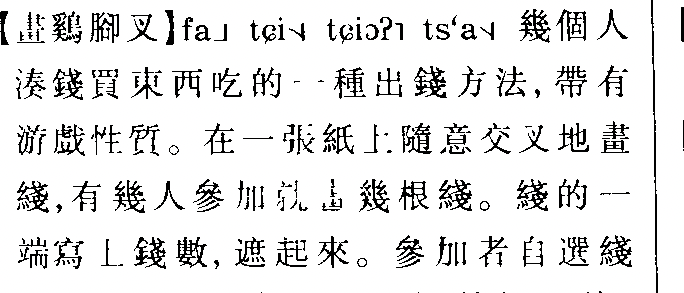 【畫鷄脚叉】fa˩ tɕi˧ tɕiɔʔ˥ tsʻa˧ 幾個人
湊錢買東西吃的一種出錢方法,帶有
游戲性質。在一張紙上隨意交叉地畫
綫,有幾人參加就畫幾根綫。綫的一
端寫上錢數,遮起來。參加者自選綫